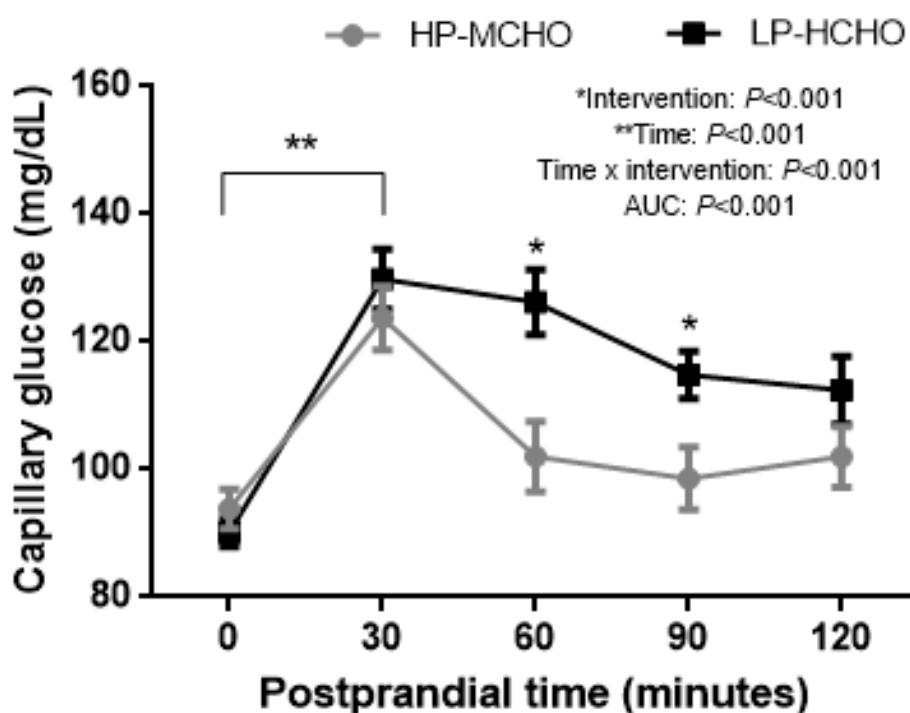 HP-MCHO LP-HCHO
*Intervention: P<0.001
**Time: P<0.001
Time x intervention: P<0.001
AUC: P<0.001
**
*
*
160
140
120
100
80
Capillary glucose (mg/dL)
0 30 60 90 120
Postprandial time (minutes)